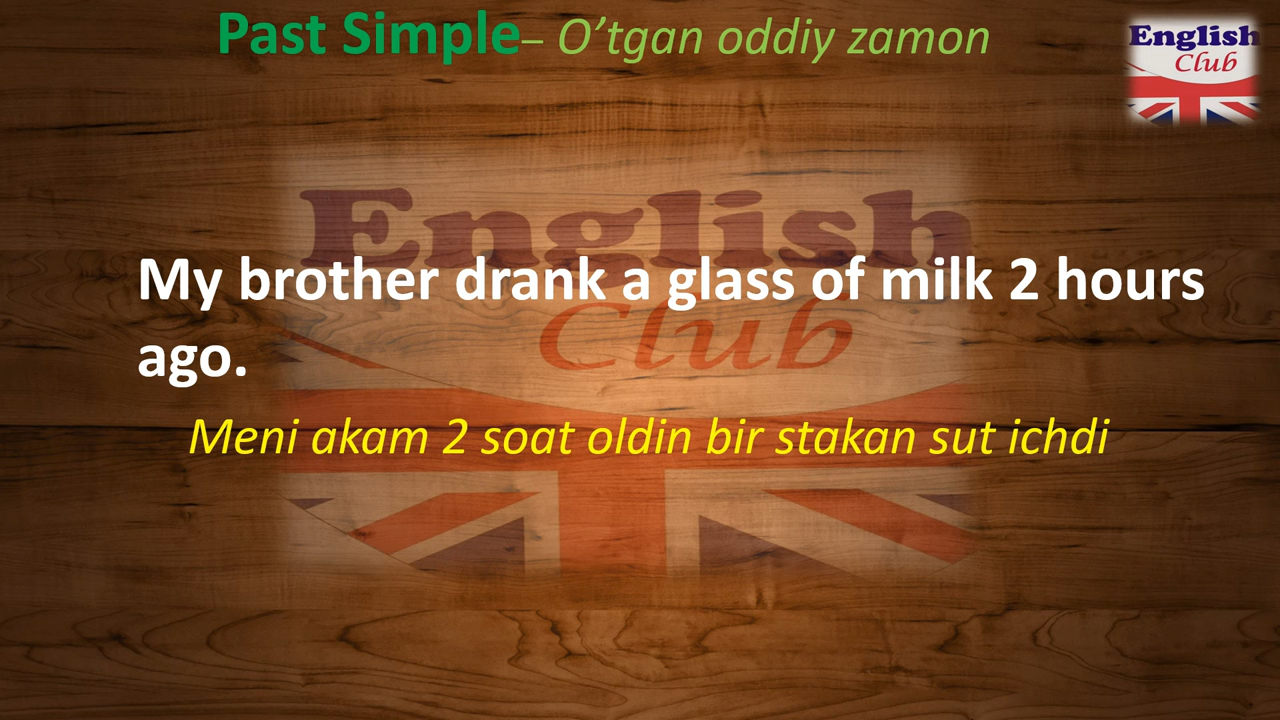 Past Simple– O’tgan oddiy zamon
English
Club
English
Club
My brother drank a glass of milk 2 hours
ago.
Meni akam 2 soat oldin bir stakan sut ichdi